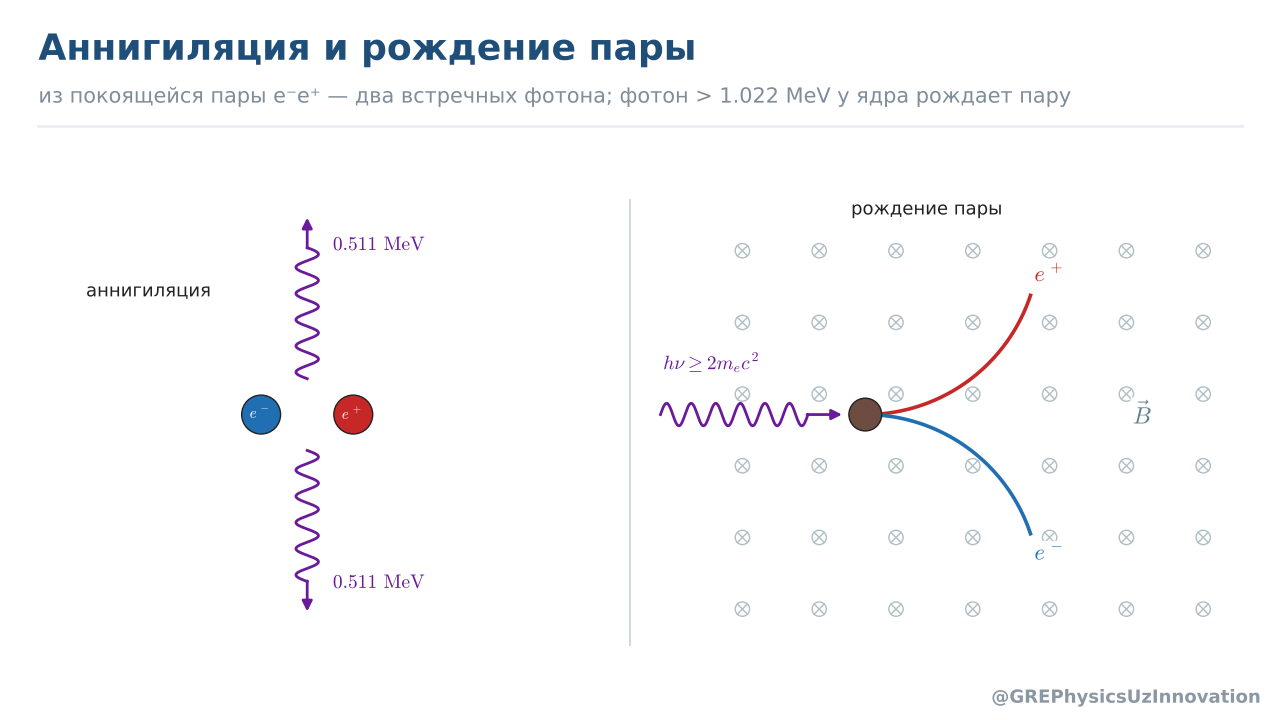 Аннигиляция и рождение пары
из покоящейся пары e⁻e⁺ — два встречных фотона; фотон > 1.022 MeV у ядра рождает пару
рождение пары
0.511 MeV
аннигиляция
e⁺
hν ≥ 2mₑc²
e⁻
e⁺
B⃗
e⁻
0.511 MeV
@GREPhysicsUzInnovation